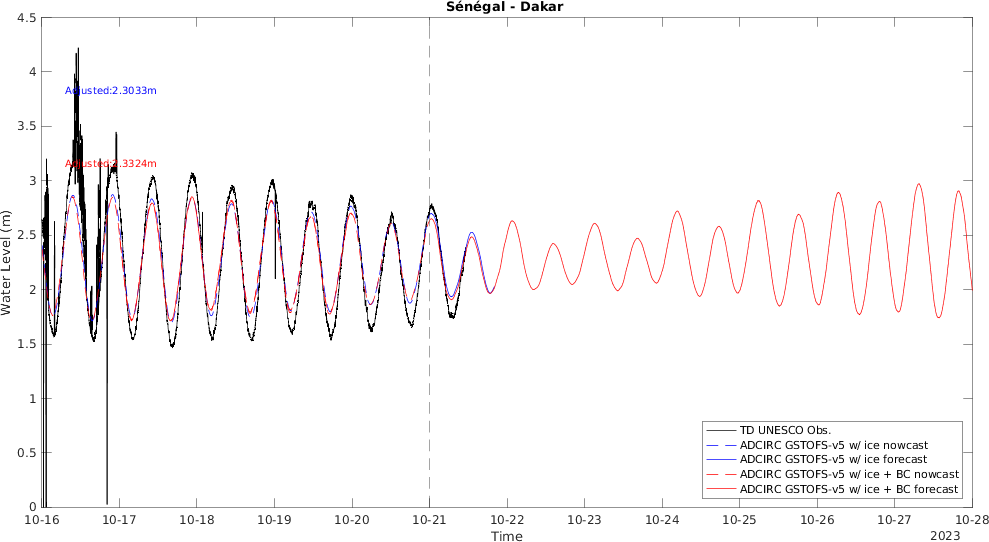 Sénégal - Dakar
4.5
4
3.5
3
2.5
2
1.5
1
0.5
0
Water Level (m)
Adjusted:2.3033m
Adjusted:2.3324m
TD UNESCO Obs.
ADCIRC GSTOFS-v5 w/ ice nowcast
ADCIRC GSTOFS-v5 w/ ice forecast
ADCIRC GSTOFS-v5 w/ ice + BC nowcast
ADCIRC GSTOFS-v5 w/ ice + BC forecast
10-16 10-17 10-18 10-19 10-20 10-21 10-22 10-23 10-24 10-25 10-26 10-27 10-28
Time
2023